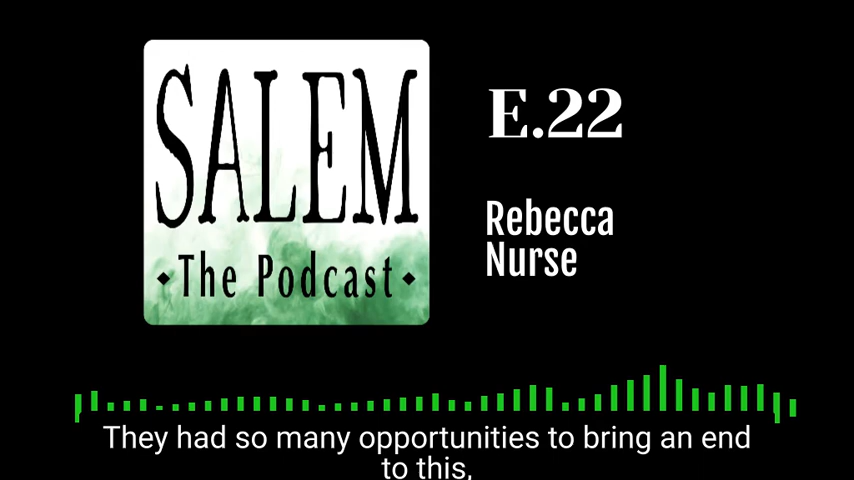 SALEM
The Podcast
E.22
Rebecca
Nurse
They had so many opportunities to bring an end
to this,